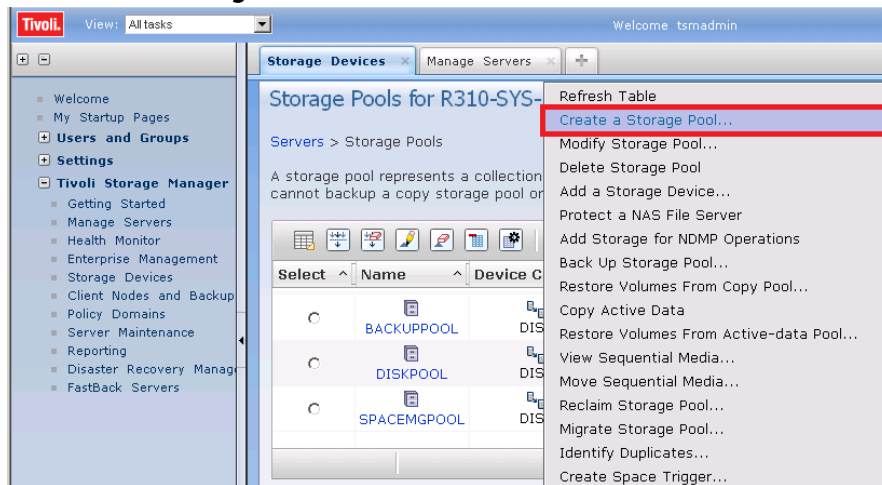 Tivoli. View: All tasks Welcome tsmadmin
Storage Devices Manage Servers
Welcome
My Startup Pages
Users and Groups
Settings
Tivoli Storage Manager
Getting Started
Manage Servers
Health Monitor
Enterprise Management
Storage Devices
Client Nodes and Backup
Policy Domains
Server Maintenance
Reporting
Disaster Recovery Manag
FastBack Servers
Storage Pools for R310-SYS-
Servers > Storage Pools
A storage pool represents a collection
cannot backup a copy storage pool or
Select ^ Name ^ Device C
BACKUPPOOL DIS
DISKPOOL DIS
SPACEMGPOOL DIS
Refresh Table
Create a Storage Pool...
Modify Storage Pool...
Delete Storage Pool
Add a Storage Device...
Protect a NAS File Server
Add Storage for NDMP Operations
Back Up Storage Pool...
Restore Volumes From Copy Pool...
Copy Active Data
Restore Volumes From Active-data Pool...
View Sequential Media...
Move Sequential Media...
Reclaim Storage Pool...
Migrate Storage Pool...
Identify Duplicates...
Create Space Trigger...